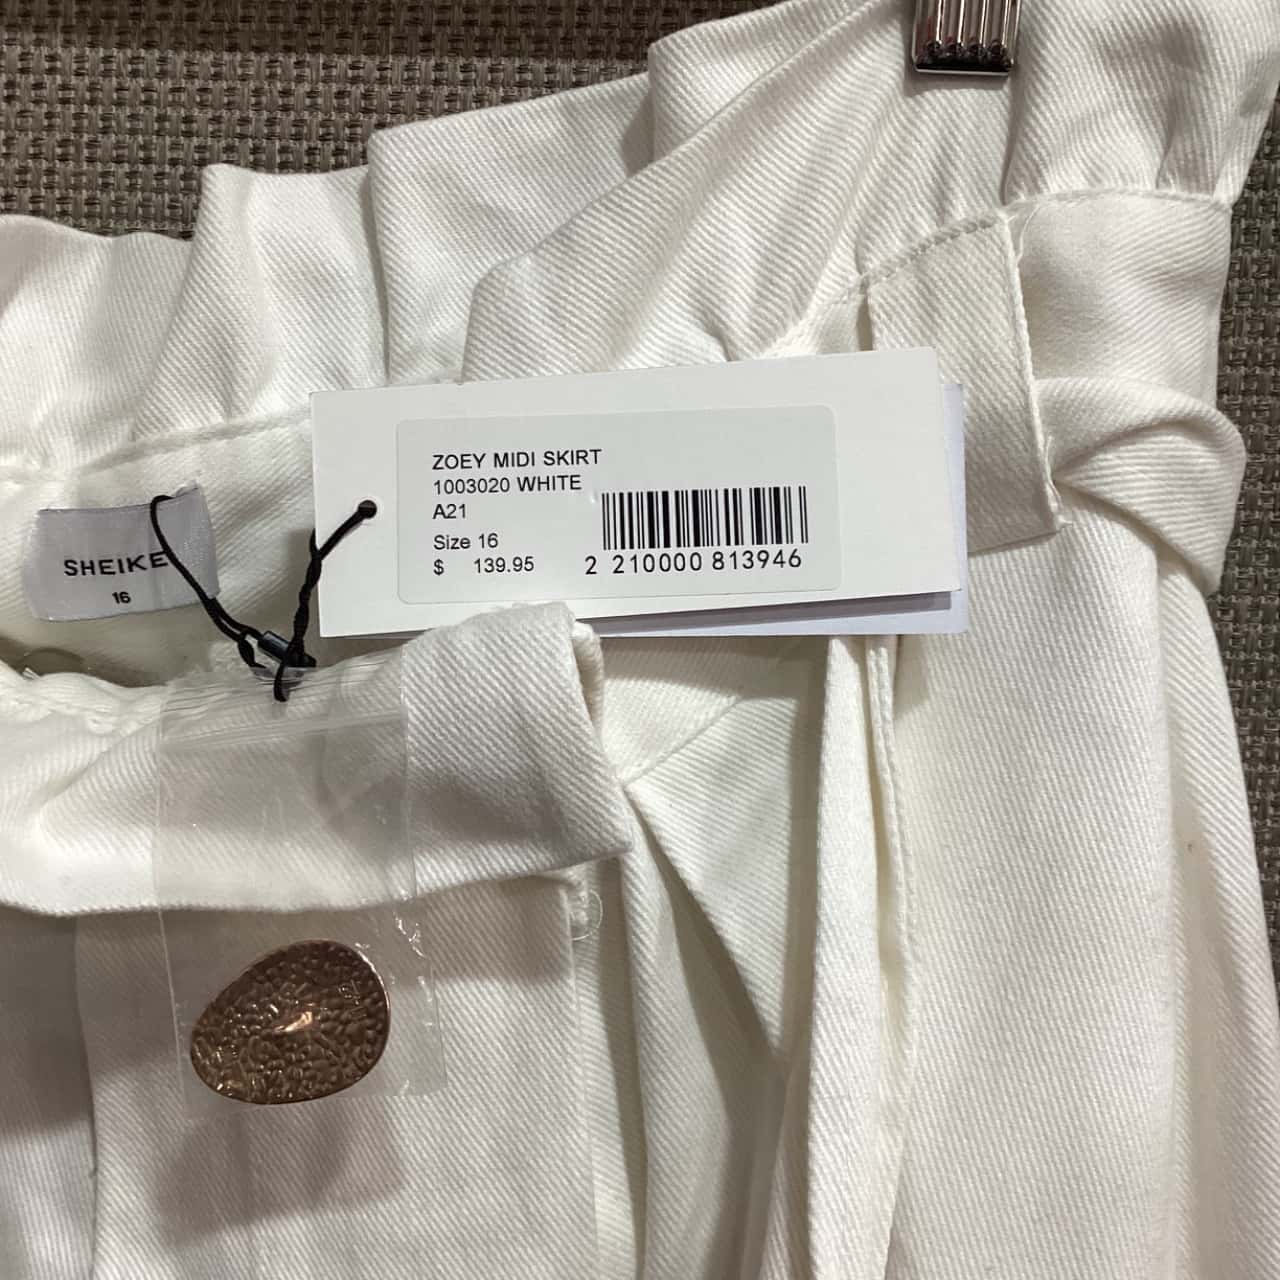 ZOEY MIDI SKIRT
1003020 WHITE
A21
Size 16
$ 139.95
2 210000 813946
SHEIKE
16